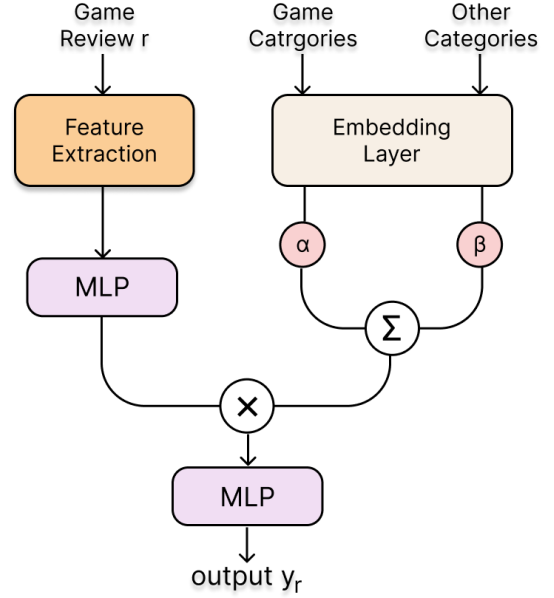 Game
Review r
Game
Catrgories
Other
Categories
Feature
Extraction
Embedding
Layer
α
β
MLP
Σ
×
MLP
output yr